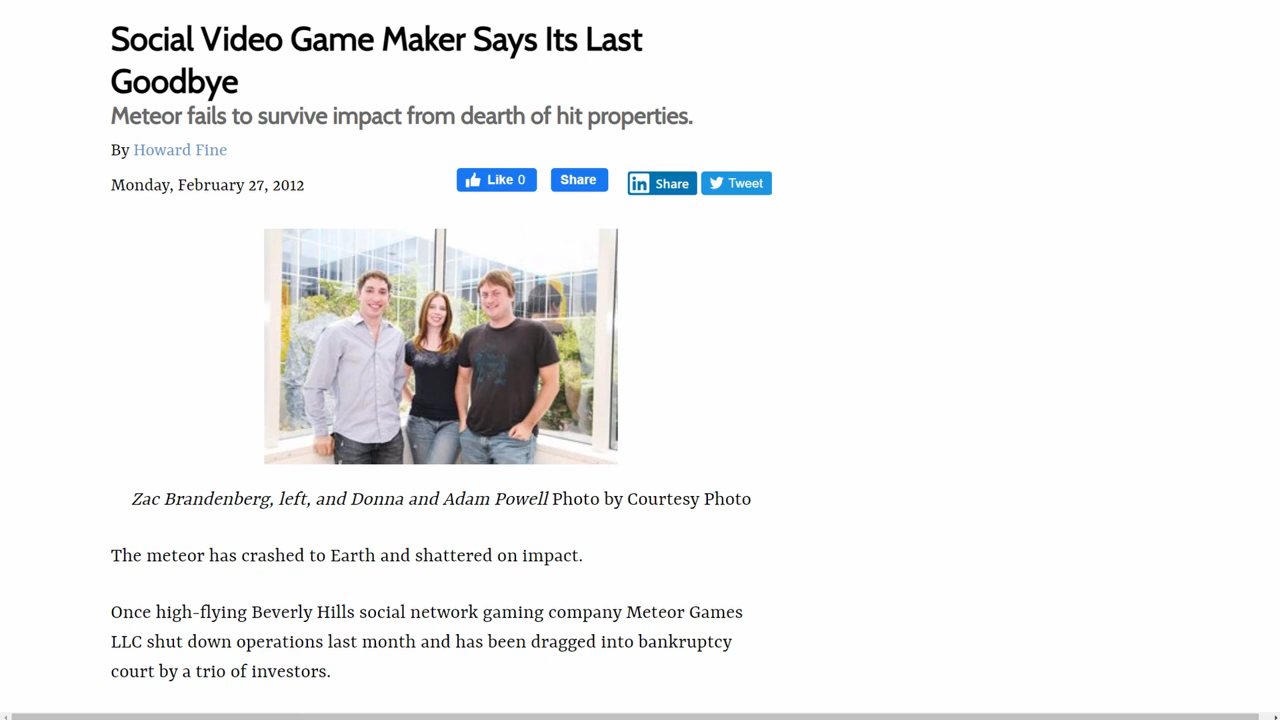 Social Video Game Maker Says Its Last
Goodbye
Meteor fails to survive impact from dearth of hit properties.
By Howard Fine
Monday, February 27, 2012
Like 0
Share
in Share
Tweet
Zac Brandenberg, left, and Donna and Adam Powell Photo by Courtesy Photo
The meteor has crashed to Earth and shattered on impact.
Once high-flying Beverly Hills social network gaming company Meteor Games
LLC shut down operations last month and has been dragged into bankruptcy
court by a trio of investors.